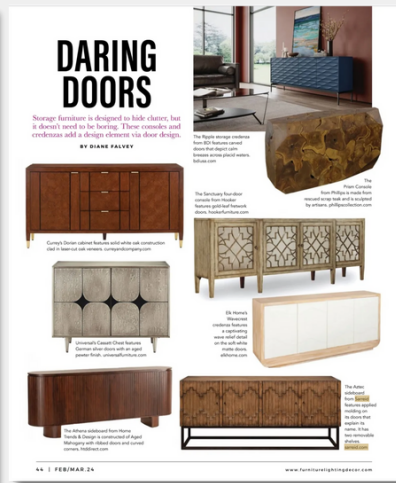 DARING
DOORS
Storage furniture is designed to hide clutter, but
it doesn't need to be boring. These consoles and
credenzas add a design element via door design.
BY DIANE FALVEY
The Ripple storage credenza
from BDI features carved
doors that depict calm
breezes across placid waters.
bdiusa.com
The
Prism Console
from Phillips is made from
rescued scrap teak and is sculpted
by artisans. phillipscollection.com
The Sanctuary four-door
console from Hooker
features gold-leaf fretwork
doors. hookerfurniture.com
Currey's Dorian cabinet features solid white oak construction
clad in laser-cut oak veneers. curreyandcompany.com
Elk Home's
Wavecrest
credenza features
a captivating
wave relief detail
on the soft white
matte doors.
elkhome.com
Universal's Cassatt Chest features
German silver doors with an aged
pewter finish. universalfurniture.com
The Aztec
sideboard
from
features applied
molding on
its doors that
explain its
name. It has
two removable
shelves.
The Athena sideboard from Home
Trends & Design is constructed of Aged
Mahogany with ribbed doors and curved
corners. htddirect.com
44 | FEB/MAR.24
www.furniturelightingdecor.com